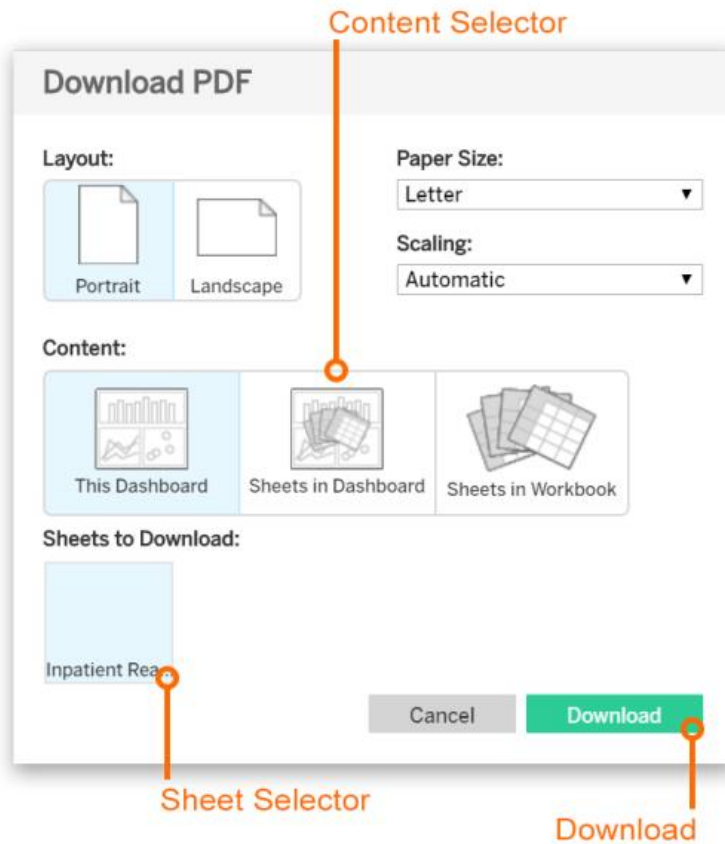 Content Selector
Download PDF
Layout:
Paper Size:
Letter
Scaling:
Portrait
Landscape
Automatic
Content:
This Dashboard
Sheets in Dashboard
Sheets in Workbook
Sheets to Download:
Inpatient Rea...
Cancel
Download
Sheet Selector
Download